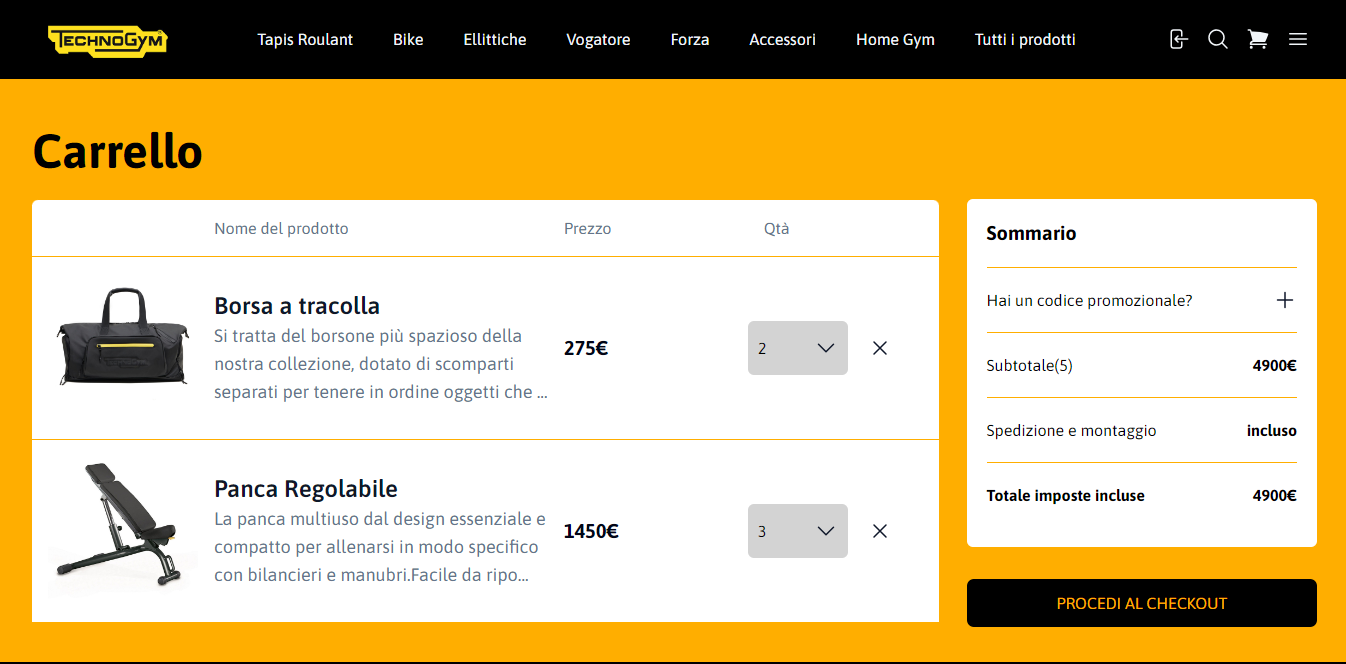 TECHNOGYM
Tapis Roulant
Bike
Ellittiche
Vogatore
Forza
Accessori
Home Gym
Tutti i prodotti
Carrello
Nome del prodotto
Prezzo
Qtà
Borsa a tracolla
Si tratta del borsone più spazioso della
nostra collezione, dotato di scomparti
separati per tenere in ordine oggetti che ...
275€
2
Panca Regolabile
La panca multiuso dal design essenziale e
compatto per allenarsi in modo specifico
con bilancieri e manubri.Facile da ripo...
1450€
3
Sommario
Hai un codice promozionale?
Subtotale(5)
4900€
Spedizione e montaggio
incluso
Totale imposte incluse
4900€
PROCEDI AL CHECKOUT